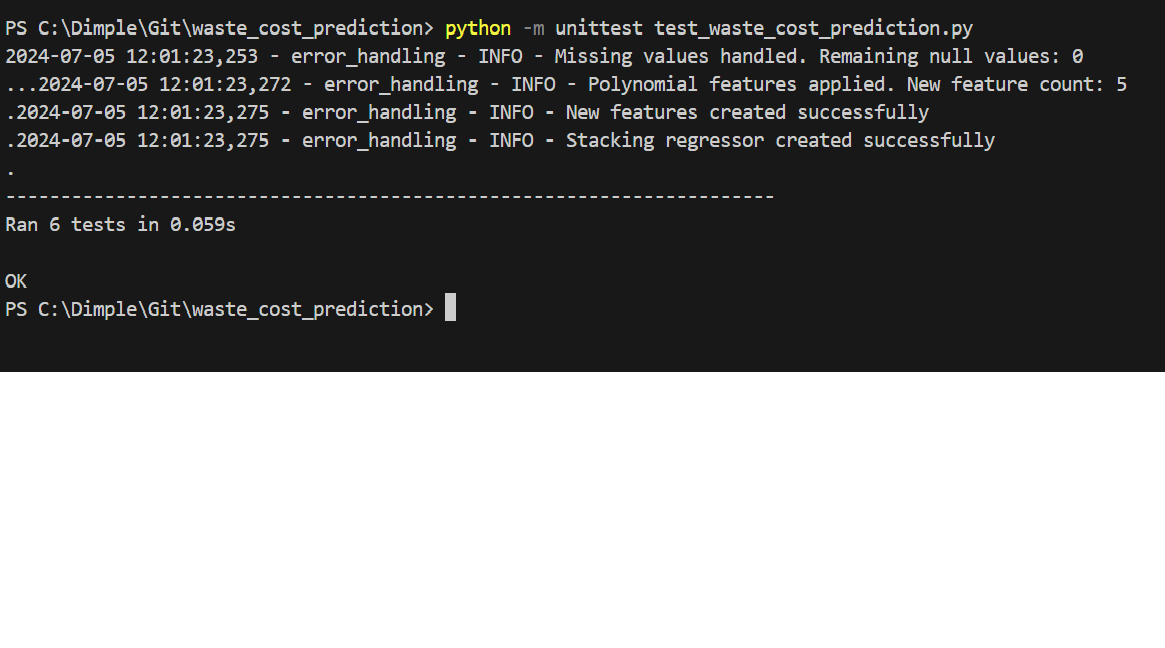 PS C:\Dimple\Git\waste_cost_prediction> python -m unittest test_waste_cost_prediction.py
2024-07-05 12:01:23,253 - error_handling - INFO - Missing values handled. Remaining null values: 0
...2024-07-05 12:01:23,272 - error_handling - INFO - Polynomial features applied. New feature count: 5
.2024-07-05 12:01:23,275 - error_handling - INFO - New features created successfully
.2024-07-05 12:01:23,275 - error_handling - INFO - Stacking regressor created successfully
.
----------------------------------------------------------------------
Ran 6 tests in 0.059s
OK
PS C:\Dimple\Git\waste_cost_prediction>